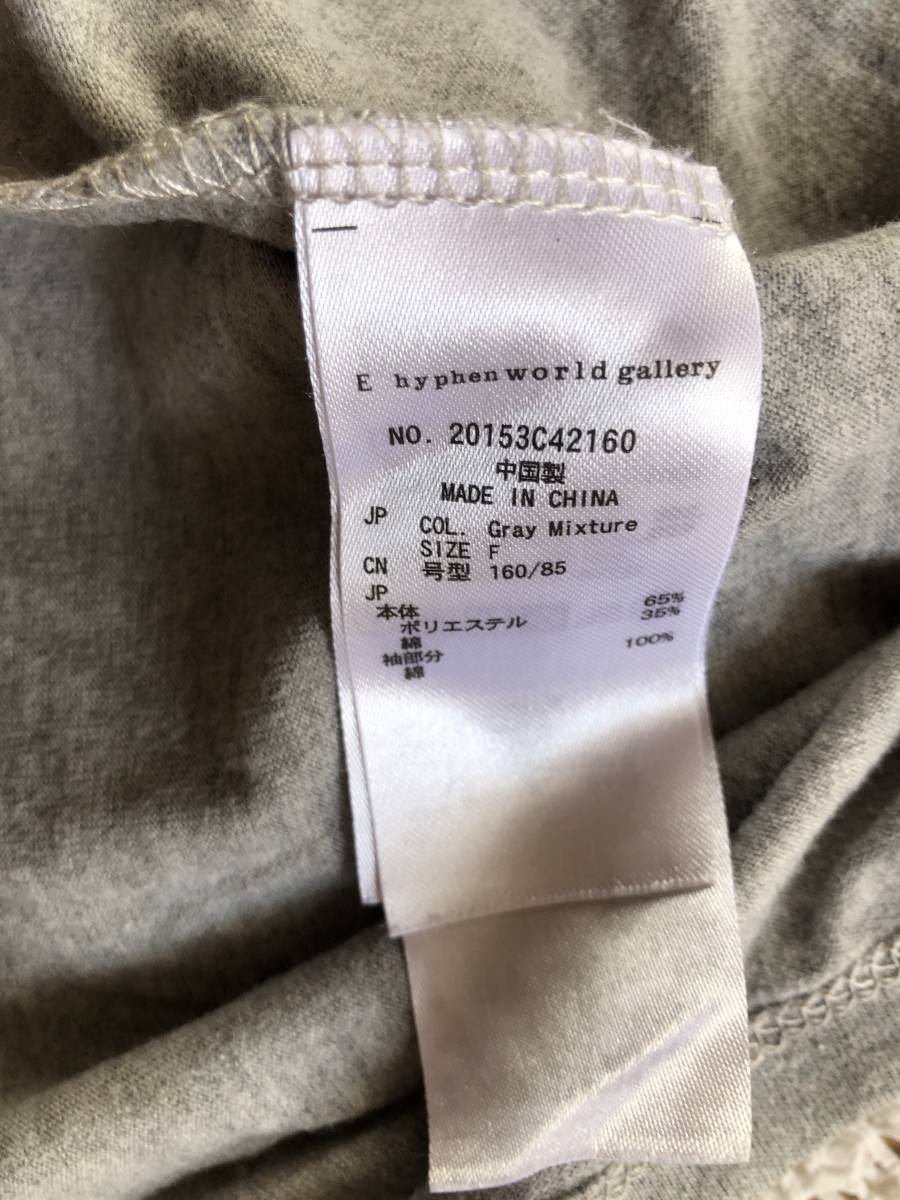 E hyphen world gallery
NO. 20153C42160
中国製
MADE IN CHINA
JP COL. Gray Mixture
SIZE F
CN 号型 160/85
JP
本体
ポリエステル 65%
綿 35%
袖部分
綿 100%